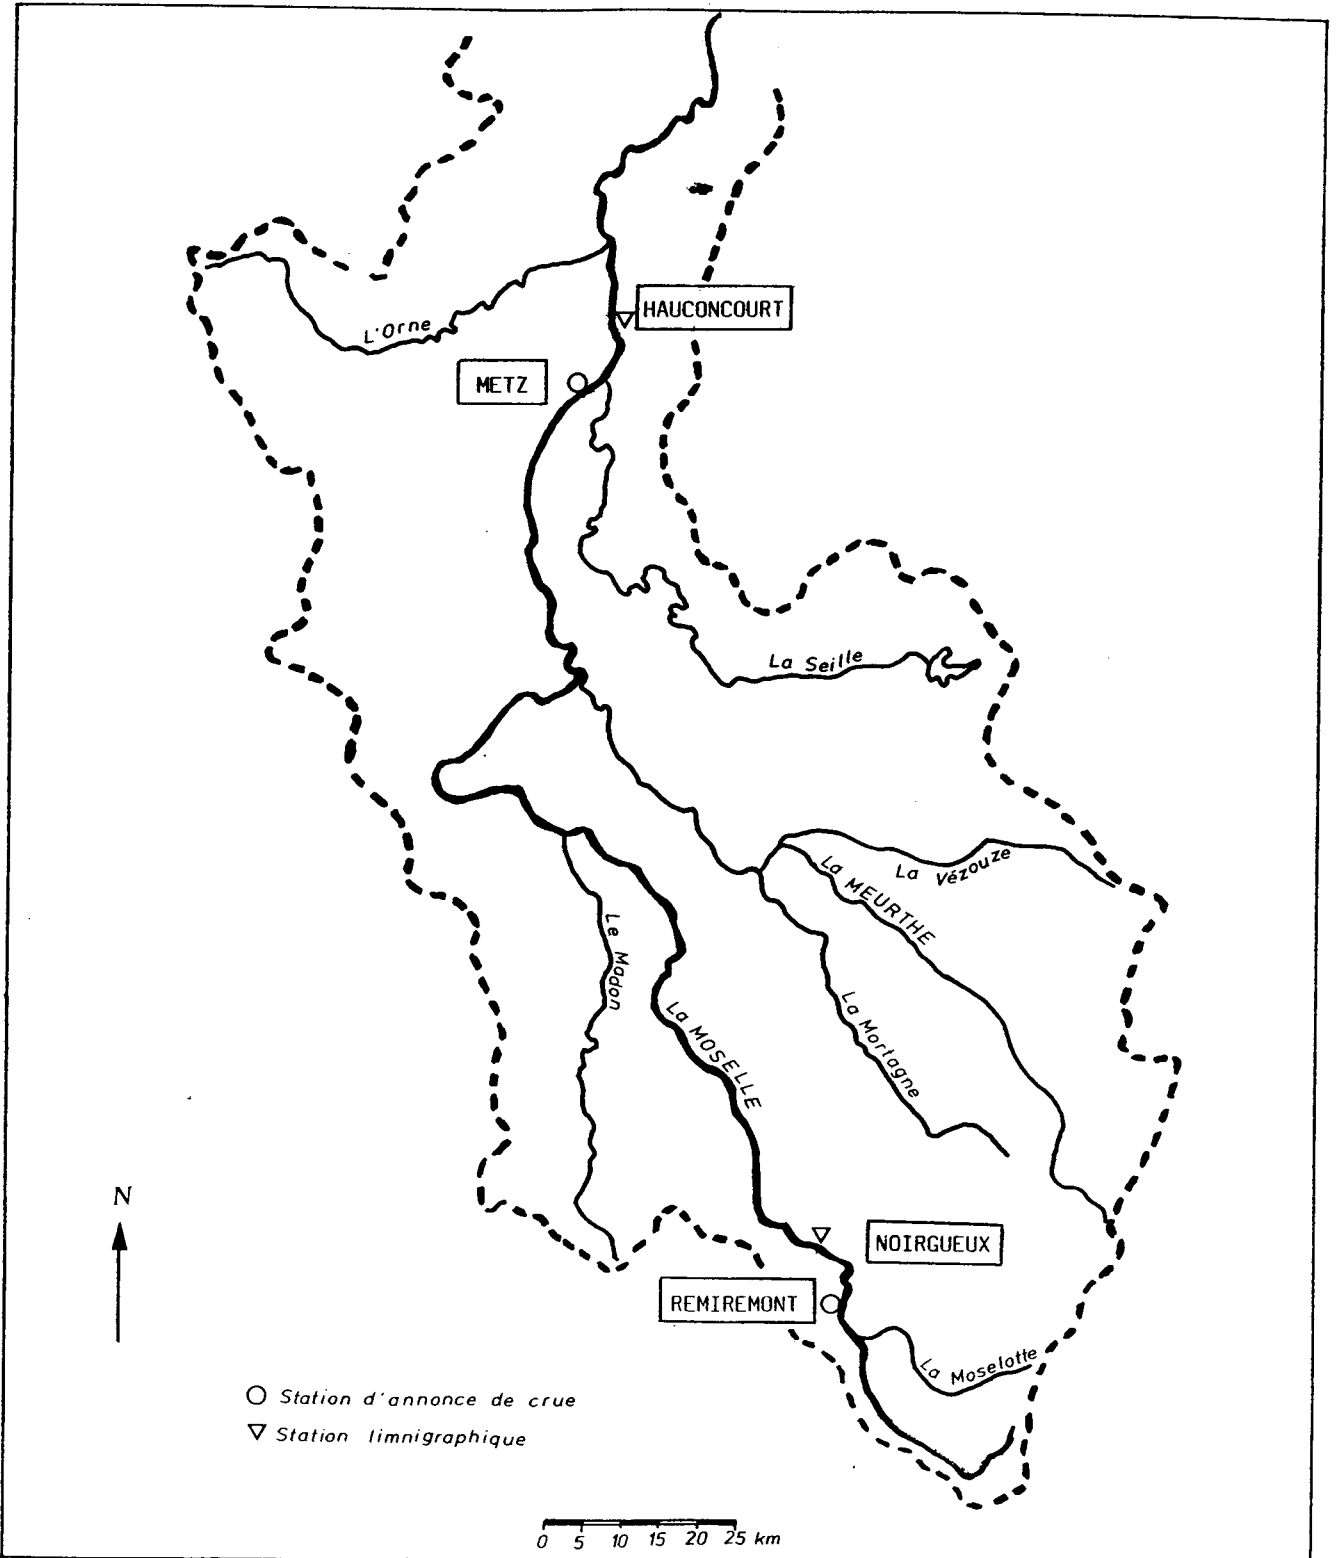 HAUCONCOURT
L'Orne
METZ
La Seille
La Vézouze
La MEURTHE
Le Madon
La Mortagne
La MOSELLE
N
NOIRGUEUX
REMIREMONT
La Moselotte
Station d'annonce de crue
Station limnigraphique
0 5 10 15 20 25 km